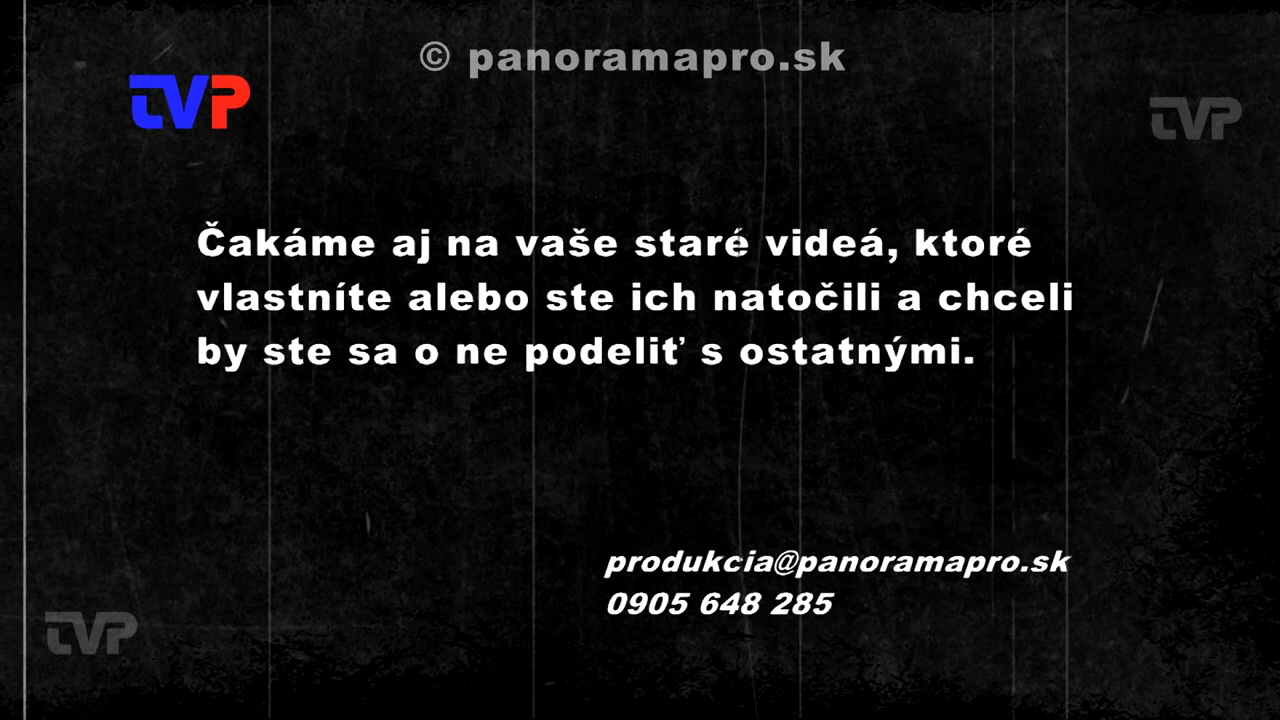 © panoramapro.sk
TVP
TVP
Čakáme aj na vaše staré videá, ktoré
vlastníte alebo ste ich natočili a chceli
by ste sa o ne podeliť s ostatnými.
produkcia@panoramapro.sk
0905 648 285
TVP